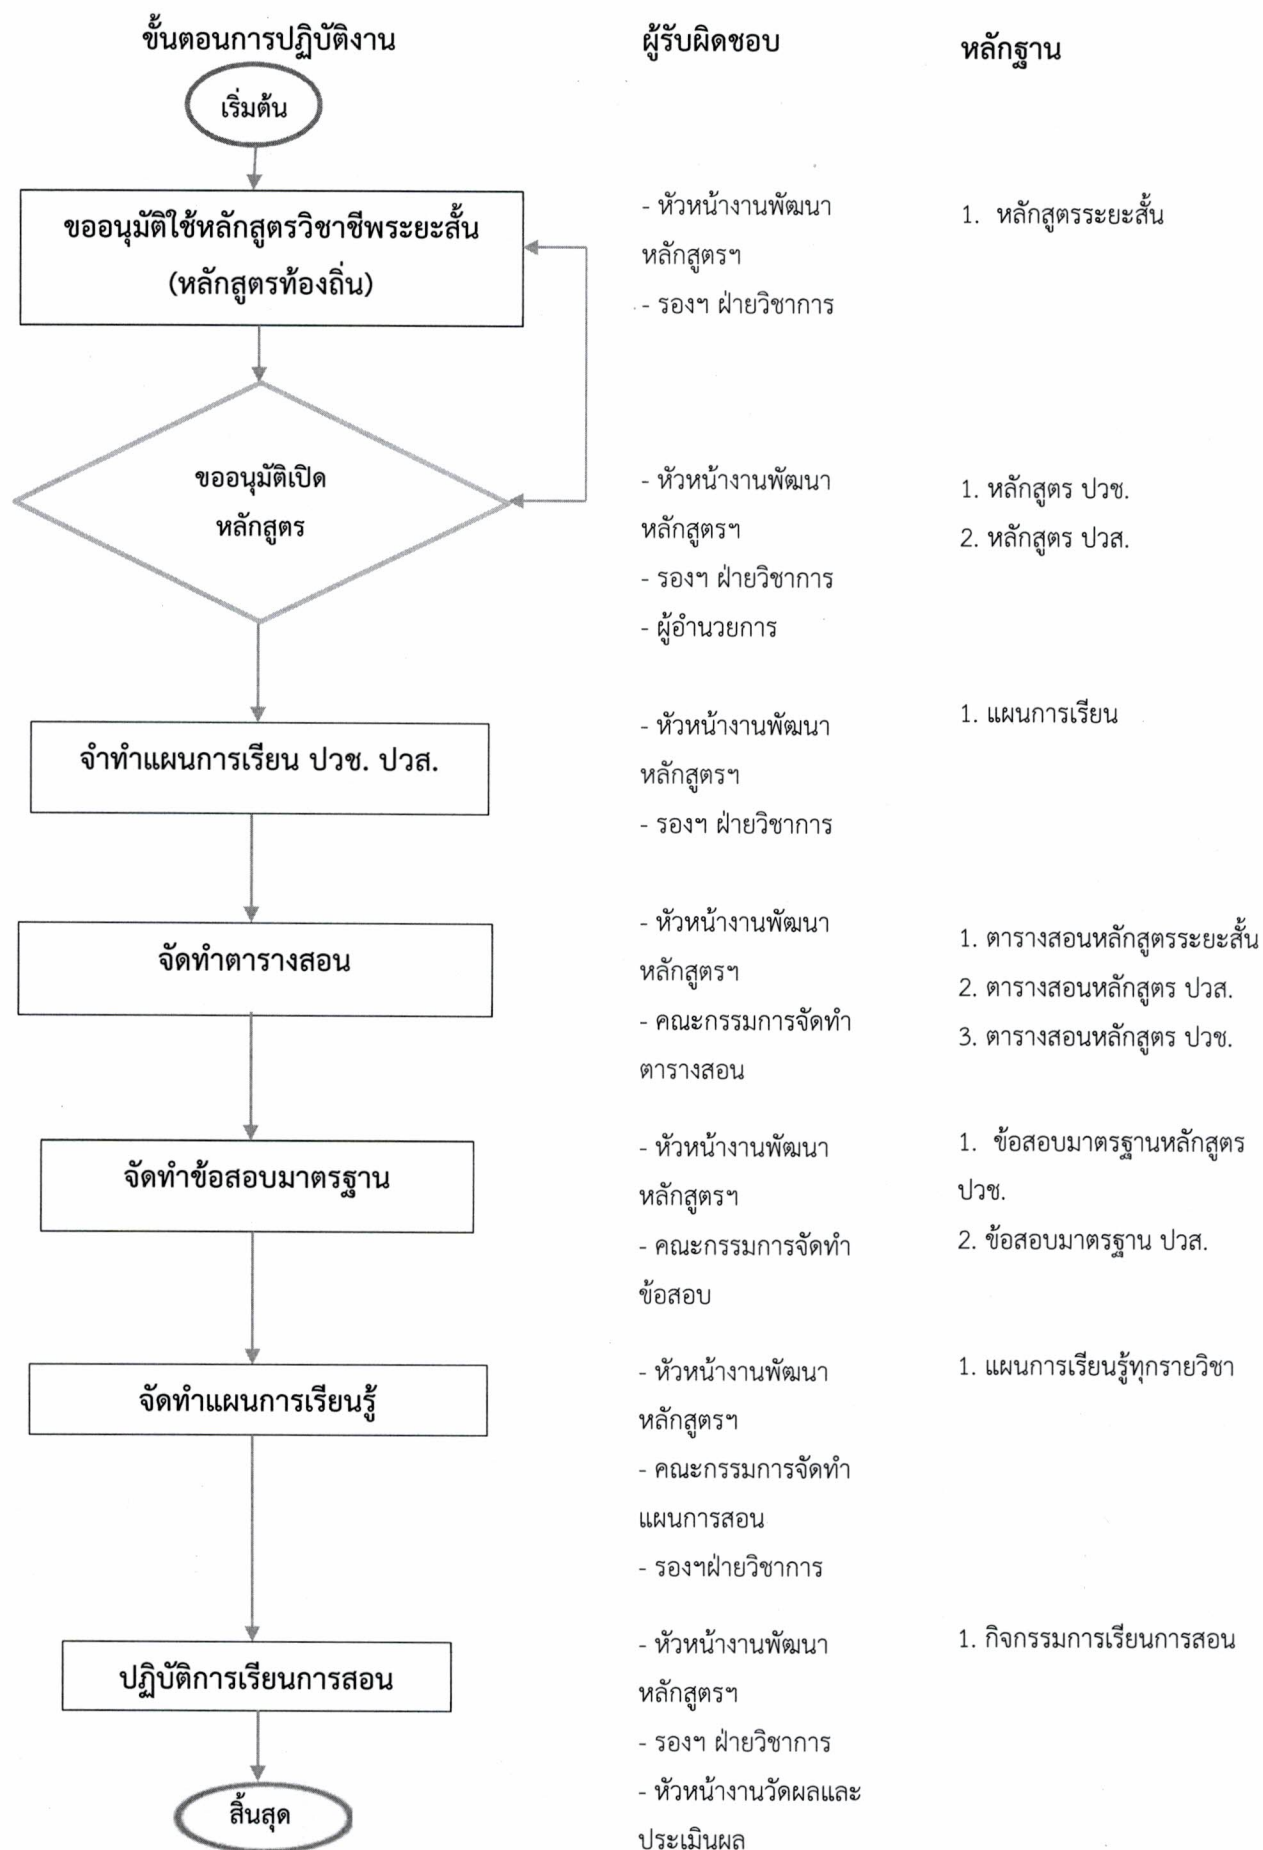 ขั้นตอนการปฏิบัติงาน
ผู้รับผิดชอบ
หลักฐาน
เริ่มต้น
ขออนุมัติใช้หลักสูตรวิชาชีพระยะสั้น
(หลักสูตรท้องถิ่น)
- หัวหน้างานพัฒนา
หลักสูตรฯ
- รองฯ ฝ่ายวิชาการ
1. หลักสูตรระยะสั้น
ขออนุมัติเปิด
หลักสูตร
- หัวหน้างานพัฒนา
หลักสูตรฯ
- รองฯ ฝ่ายวิชาการ
- ผู้อำนวยการ
1. หลักสูตร ปวช.
2. หลักสูตร ปวส.
จำทำแผนการเรียน ปวช. ปวส.
- หัวหน้างานพัฒนา
หลักสูตรฯ
- รองฯ ฝ่ายวิชาการ
1. แผนการเรียน
จัดทำตารางสอน
- หัวหน้างานพัฒนา
หลักสูตรฯ
- คณะกรรมการจัดทำ
ตารางสอน
1. ตารางสอนหลักสูตรระยะสั้น
2. ตารางสอนหลักสูตร ปวส.
3. ตารางสอนหลักสูตร ปวช.
จัดทำข้อสอบมาตรฐาน
- หัวหน้างานพัฒนา
หลักสูตรฯ
- คณะกรรมการจัดทำ
ข้อสอบ
1. ข้อสอบมาตรฐานหลักสูตร
ปวช.
2. ข้อสอบมาตรฐาน ปวส.
จัดทำแผนการเรียนรู้
- หัวหน้างานพัฒนา
หลักสูตรฯ
- คณะกรรมการจัดทำ
แผนการสอน
- รองฯฝ่ายวิชาการ
1. แผนการเรียนรู้ทุกรายวิชา
ปฏิบัติการเรียนการสอน
- หัวหน้างานพัฒนา
หลักสูตรฯ
- รองฯ ฝ่ายวิชาการ
- หัวหน้างานวัดผลและ
ประเมินผล
1. กิจกรรมการเรียนการสอน
สิ้นสุด